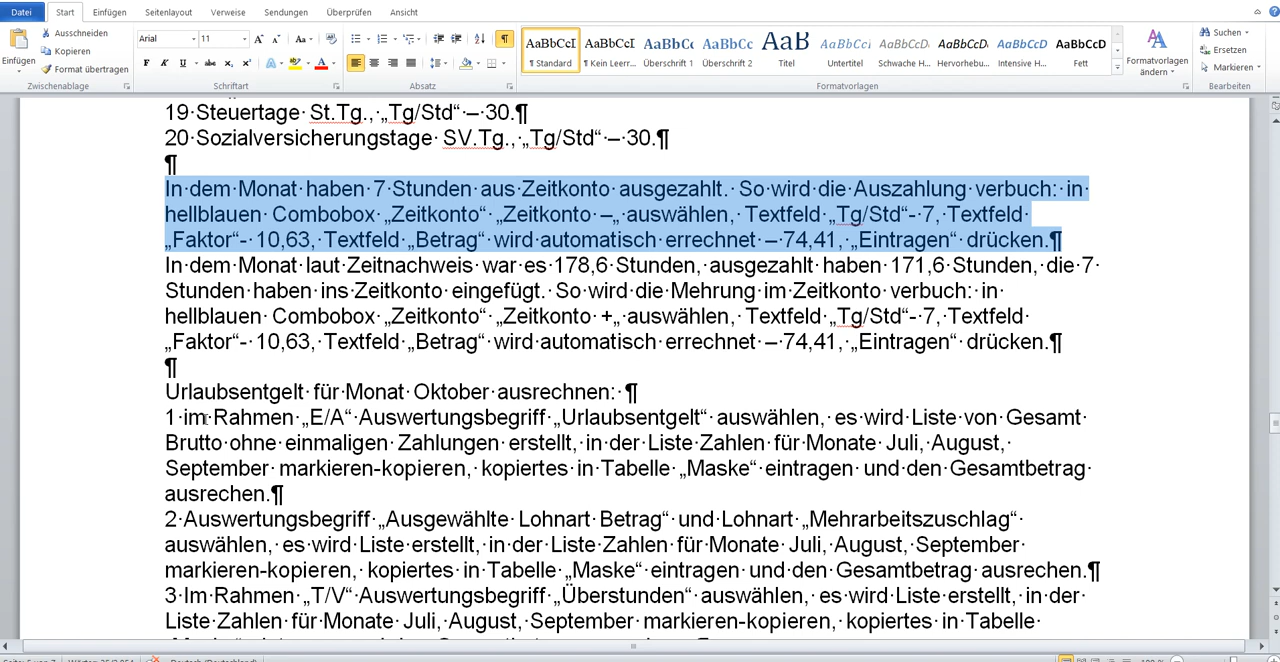 Datei Start Einfügen Seitenlayout Verweise Sendungen Überprüfen Ansicht
Einfügen
Ausschneiden
Kopieren
Format übertragen
Zwischenablage
Arial 11
F K U abc x₂ x²
Schriftart
Absatz
AaBbCcI AaBbCcI AaBbCc AaBbCc AaB AaBbCcI AaBbCcD AaBbCcD AaBbCcD AaBbCcD
¶ Standard ¶ Kein Leerr... Überschrift 1 Überschrift 2 Titel Untertitel Schwache H... Hervorhebu... Intensive H... Fett
Formatvorlagen
Formatvorlagen ändern
Suchen
Ersetzen
Markieren
Bearbeiten
19·Steuertage· St.Tg.,·„Tg/Std“·–·30.¶
20·Sozialversicherungstage· SV.Tg.,·„Tg/Std“·–·30.¶
¶
In·dem·Monat·haben·7·Stunden·aus·Zeitkonto·ausgezahlt.·So·wird·die·Auszahlung·verbuch:·in·
hellblauen·Combobox·„Zeitkonto“·„Zeitkonto·–„·auswählen,·Textfeld·„Tg/Std“-·7,·Textfeld·
„Faktor“-·10,63,·Textfeld·„Betrag“·wird·automatisch·errechnet·–·74,41,·„Eintragen“·drücken.¶
In·dem·Monat·laut·Zeitnachweis·war·es·178,6·Stunden,·ausgezahlt·haben·171,6·Stunden,·die·7·
Stunden·haben·ins·Zeitkonto·eingefügt.·So·wird·die·Mehrung·im·Zeitkonto·verbuch:·in·
hellblauen·Combobox·„Zeitkonto“·„Zeitkonto·+„·auswählen,·Textfeld·„Tg/Std“-·7,·Textfeld·
„Faktor“-·10,63,·Textfeld·„Betrag“·wird·automatisch·errechnet·–·74,41,·„Eintragen“·drücken.¶
¶
Urlaubsentgelt·für·Monat·Oktober·ausrechnen:·¶
1·im·Rahmen·„E/A“·Auswertungsbegriff·„Urlaubsentgelt“·auswählen,·es·wird·Liste·von·Gesamt·
Brutto·ohne·einmaligen·Zahlungen·erstellt,·in·der·Liste·Zahlen·für·Monate·Juli,·August,·
September·markieren-kopieren,·kopiertes·in·Tabelle·„Maske“·eintragen·und·den·Gesamtbetrag·
ausrechen.¶
2·Auswertungsbegriff·„Ausgewählte·Lohnart·Betrag“·und·Lohnart·„Mehrarbeitszuschlag“·
auswählen,·es·wird·Liste·erstellt,·in·der·Liste·Zahlen·für·Monate·Juli,·August,·September·
markieren-kopieren,·kopiertes·in·Tabelle·„Maske“·eintragen·und·den·Gesamtbetrag·ausrechen.¶
3·Im·Rahmen·„T/V“·Auswertungsbegriff·„Überstunden“·auswählen,·es·wird·Liste·erstellt,·in·der·
Liste·Zahlen·für·Monate·Juli,·August,·September·markieren-kopieren,·kopiertes·in·Tabelle·